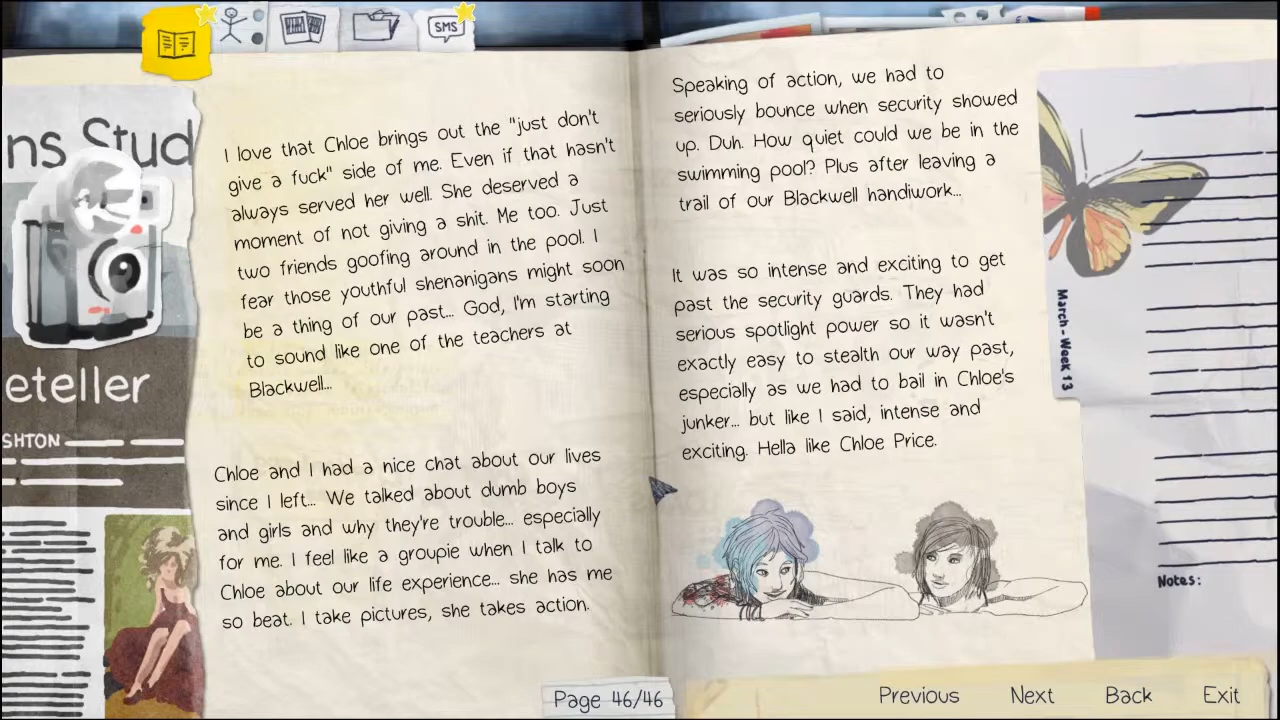 SMS
ns Stud
eteller
SHTON
I love that Chloe brings out the "just don't
give a fuck" side of me. Even if that hasn't
always served her well. She deserved a
moment of not giving a shit. Me too. Just
two friends goofing around in the pool. I
fear those youthful shenanigans might soon
be a thing of our past... God, I'm starting
to sound like one of the teachers at
Blackwell...
Chloe and I had a nice chat about our lives
since I left... We talked about dumb boys
and girls and why they're trouble... especially
for me. I feel like a groupie when I talk to
Chloe about our life experience... she has me
so beat. I take pictures, she takes action.
Speaking of action, we had to
seriously bounce when security showed
up. Duh. How quiet could we be in the
swimming pool? Plus after leaving a
trail of our Blackwell handiwork...
It was so intense and exciting to get
past the security guards. They had
serious spotlight power so it wasn't
exactly easy to stealth our way past,
especially as we had to bail in Chloe's
junker... but like I said, intense and
exciting. Hella like Chloe Price.
March - Week 13
Notes:
Page 46/46
Previous Next Back Exit